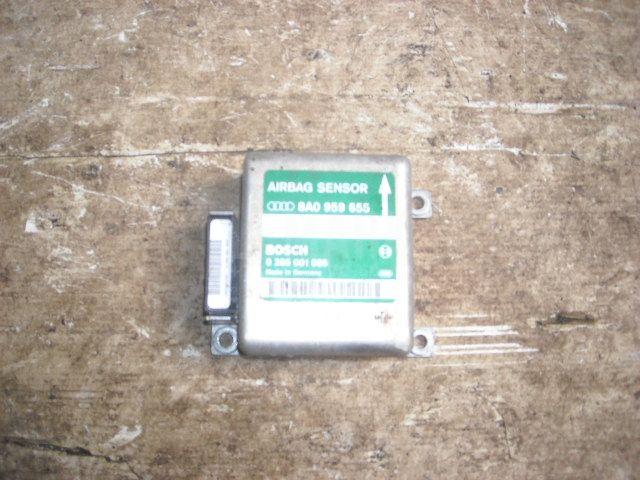 AIRBAG SENSOR
8A0 959 655
BOSCH
0 285 001 085
Made in Germany